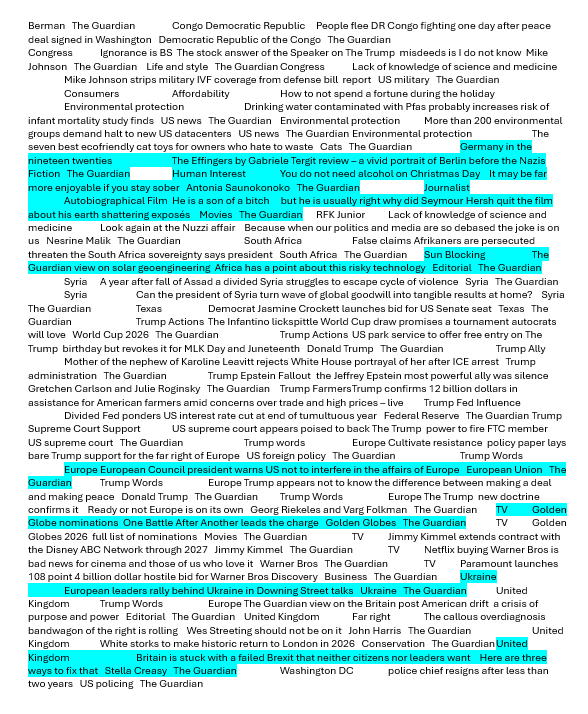 Berman The Guardian Congo Democratic Republic People flee DR Congo fighting one day after peace
deal signed in Washington Democratic Republic of the Congo The Guardian
Congress Ignorance is BS The stock answer of the Speaker on The Trump misdeeds is I do not know Mike
Johnson The Guardian Life and style The Guardian Congress Lack of knowledge of science and medicine
Mike Johnson strips military IVF coverage from defense bill report US military The Guardian
Consumers Affordability How to not spend a fortune during the holiday
Environmental protection Drinking water contaminated with Pfas probably increases risk of
infant mortality study finds US news The Guardian Environmental protection More than 200 environmental
groups demand halt to new US datacenters US news The Guardian Environmental protection The
seven best ecofriendly cat toys for owners who hate to waste Cats The Guardian Germany in the
nineteen twenties The Effingers by Gabriele Tergit review – a vivid portrait of Berlin before the Nazis
Fiction The Guardian Human Interest You do not need alcohol on Christmas Day It may be far
more enjoyable if you stay sober Antonia Saunokonoko The Guardian Journalist
Autobiographical Film He is a son of a bitch but he is usually right why did Seymour Hersh quit the film
about his earth shattering exposés Movies The Guardian RFK Junior Lack of knowledge of science and
medicine Look again at the Nuzzi affair Because when our politics and media are so debased the joke is on
us Nesrine Malik The Guardian South Africa False claims Afrikaners are persecuted
threaten the South Africa sovereignty says president South Africa The Guardian Sun Blocking The
Guardian view on solar geoengineering Africa has a point about this risky technology Editorial The Guardian
Syria A year after fall of Assad a divided Syria struggles to escape cycle of violence Syria The Guardian
Syria Can the president of Syria turn wave of global goodwill into tangible results at home? Syria
The Guardian Texas Democrat Jasmine Crockett launches bid for US Senate seat Texas The
Guardian Trump Actions The Infantino lickspittle World Cup draw promises a tournament autocrats
will love World Cup 2026 The Guardian Trump Actions US park service to offer free entry on The
Trump birthday but revokes it for MLK Day and Juneteenth Donald Trump The Guardian Trump Ally
Mother of the nephew of Karoline Leavitt rejects White House portrayal of her after ICE arrest Trump
administration The Guardian Trump Epstein Fallout the Jeffrey Epstein most powerful ally was silence
Gretchen Carlson and Julie Roginsky The Guardian Trump Farmers Trump confirms 12 billion dollars in
assistance for American farmers amid concerns over trade and high prices – live Trump Fed Influence
Divided Fed ponders US interest rate cut at end of tumultuous year Federal Reserve The Guardian Trump
Supreme Court Support US supreme court appears poised to back The Trump power to fire FTC member
US supreme court The Guardian Trump words Europe Cultivate resistance policy paper lays
bare Trump support for the far right of Europe US foreign policy The Guardian Trump Words
Europe European Council president warns US not to interfere in the affairs of Europe European Union The
Guardian Trump Words Europe Trump appears not to know the difference between making a deal
and making peace Donald Trump The Guardian Trump Words Europe The Trump new doctrine
confirms it Ready or not Europe is on its own Georg Riekeles and Varg Folkman The Guardian TV Golden
Globe nominations One Battle After Another leads the charge Golden Globes The Guardian TV Golden
Globes 2026 full list of nominations Movies The Guardian TV Jimmy Kimmel extends contract with
the Disney ABC Network through 2027 Jimmy Kimmel The Guardian TV Netflix buying Warner Bros is
bad news for cinema and those of us who love it Warner Bros The Guardian TV Paramount launches
108 point 4 billion dollar hostile bid for Warner Bros Discovery Business The Guardian Ukraine
European leaders rally behind Ukraine in Downing Street talks Ukraine The Guardian United
Kingdom Trump Words Europe The Guardian view on the Britain post American drift a crisis of
purpose and power Editorial The Guardian United Kingdom Far right The callous overdiagnosis
bandwagon of the right is rolling Wes Streeting should not be on it John Harris The Guardian United
Kingdom White storks to make historic return to London in 2026 Conservation The Guardian United
Kingdom Britain is stuck with a failed Brexit that neither citizens nor leaders want Here are three
ways to fix that Stella Creasy The Guardian Washington DC police chief resigns after less than
two years US policing The Guardian